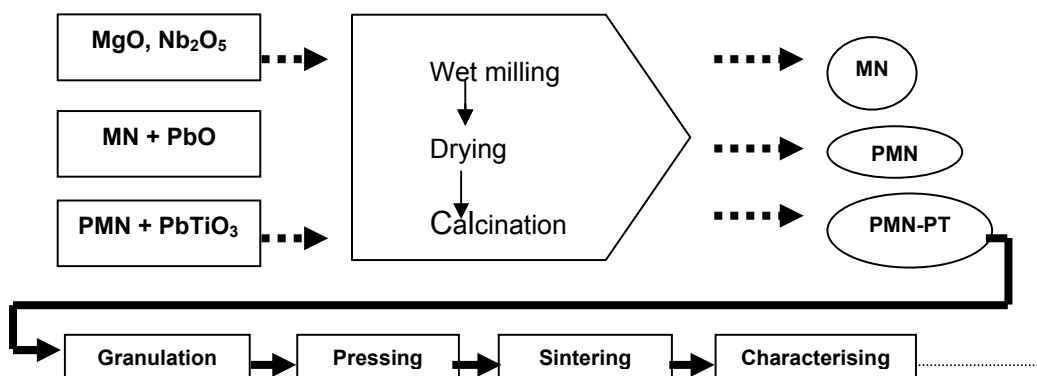 MgO, Nb₂O₅
MN + PbO
PMN + PbTiO₃
Wet milling
Drying
Calcination
MN
PMN
PMN-PT
Granulation
Pressing
Sintering
Characterising